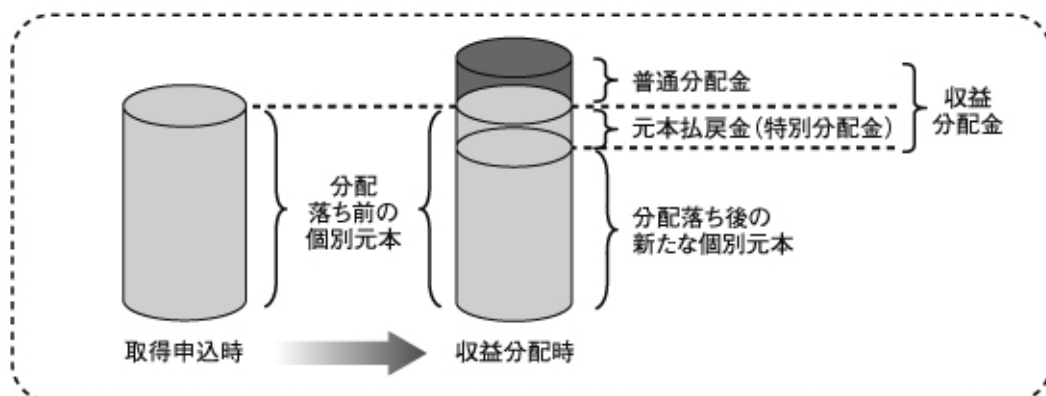 普通分配金
元本払戻金(特別分配金)
収益
分配金
分配
落ち前の
個別元本
分配落ち後の
新たな個別元本
取得申込時
収益分配時